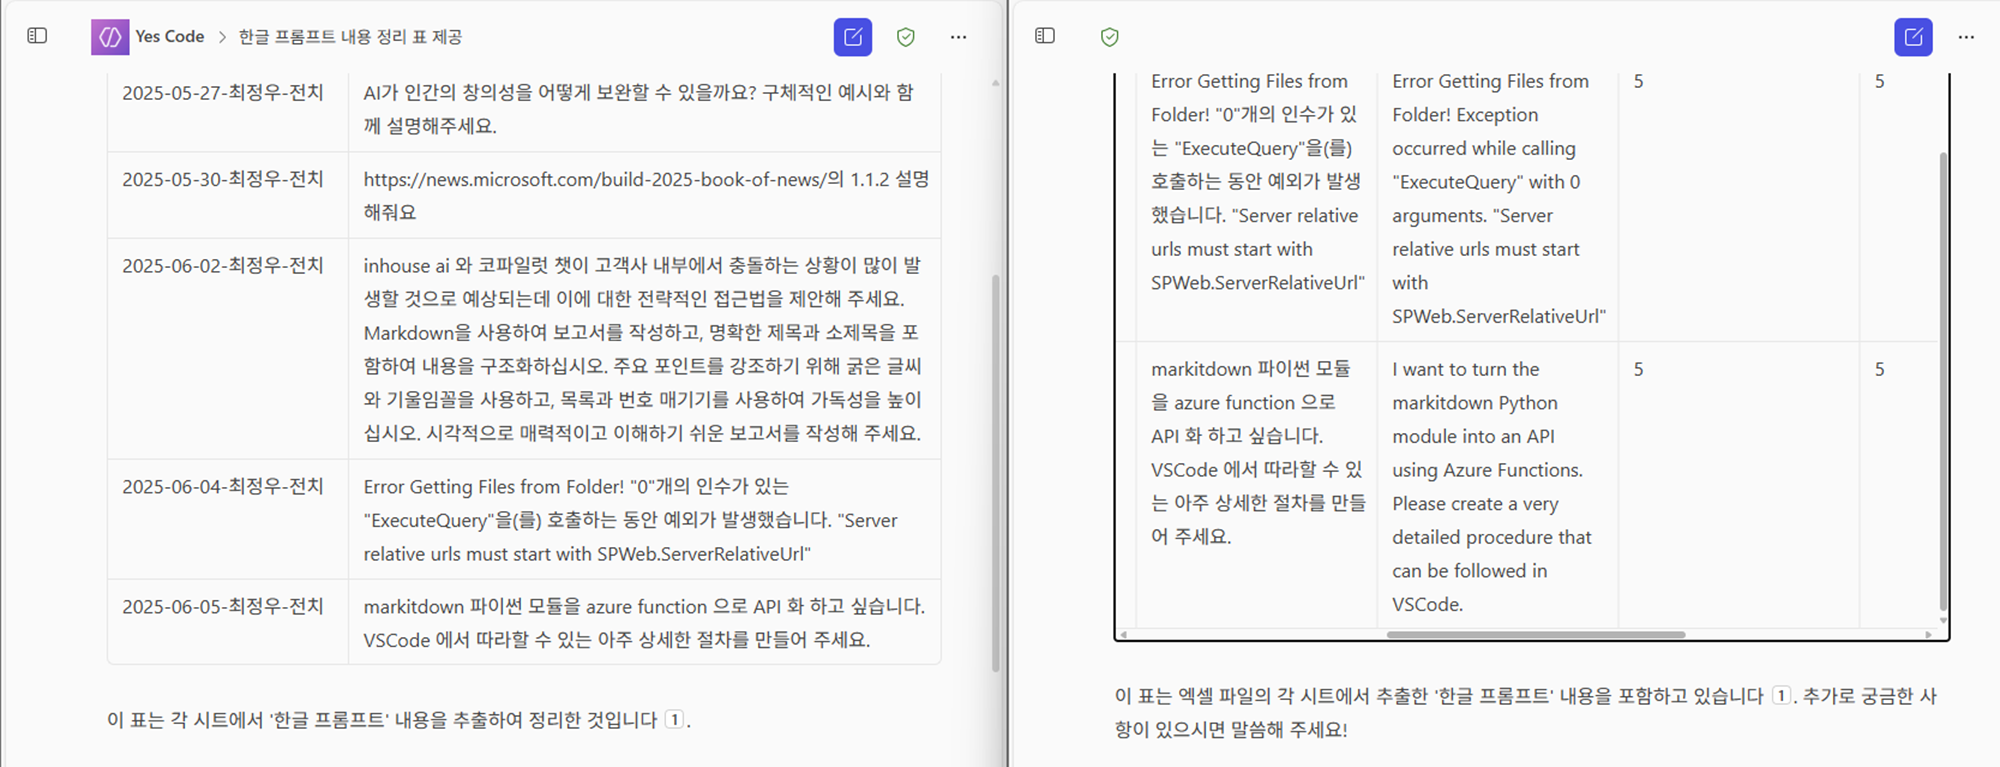 Yes Code > 한글 프롬프트 내용 정리 표 제공
2025-05-27-최정우-전치
AI가 인간의 창의성을 어떻게 보완할 수 있을까요? 구체적인 예시와 함
께 설명해주세요.
2025-05-30-최정우-전치
https://news.microsoft.com/build-2025-book-of-news/의 1.1.2 설명
해줘요
2025-06-02-최정우-전치
inhouse ai 와 코파일럿 챗이 고객사 내부에서 충돌하는 상황이 많이 발
생할 것으로 예상되는데 이에 대한 전략적인 접근법을 제안해 주세요.
Markdown을 사용하여 보고서를 작성하고, 명확한 제목과 소제목을 포
함하여 내용을 구조화하십시오. 주요 포인트를 강조하기 위해 굵은 글씨
와 기울임꼴을 사용하고, 목록과 번호 매기기를 사용하여 가독성을 높이
십시오. 시각적으로 매력적이고 이해하기 쉬운 보고서를 작성해 주세요.
2025-06-04-최정우-전치
Error Getting Files from Folder! "0"개의 인수가 있는
"ExecuteQuery"을(를) 호출하는 동안 예외가 발생했습니다. "Server
relative urls must start with SPWeb.ServerRelativeUrl"
2025-06-05-최정우-전치
markitdown 파이썬 모듈을 azure function 으로 API 화 하고 싶습니다.
VSCode 에서 따라할 수 있는 아주 상세한 절차를 만들어 주세요.
이 표는 각 시트에서 '한글 프롬프트' 내용을 추출하여 정리한 것입니다 1.
Error Getting Files from
Folder! "0"개의 인수가 있
는 "ExecuteQuery"을(를)
호출하는 동안 예외가 발생
했습니다. "Server relative
urls must start with
SPWeb.ServerRelativeUrl"
Error Getting Files from
Folder! Exception
occurred while calling
"ExecuteQuery" with 0
arguments. "Server
relative urls must start
with
SPWeb.ServerRelativeUrl"
5
5
markitdown 파이썬 모듈
을 azure function 으로
API 화 하고 싶습니다.
VSCode 에서 따라할 수 있
는 아주 상세한 절차를 만들
어 주세요.
I want to turn the
markitdown Python
module into an API
using Azure Functions.
Please create a very
detailed procedure that
can be followed in
VSCode.
5
5
이 표는 엑셀 파일의 각 시트에서 추출한 '한글 프롬프트' 내용을 포함하고 있습니다 1. 추가로 궁금한 사
항이 있으시면 말씀해 주세요!